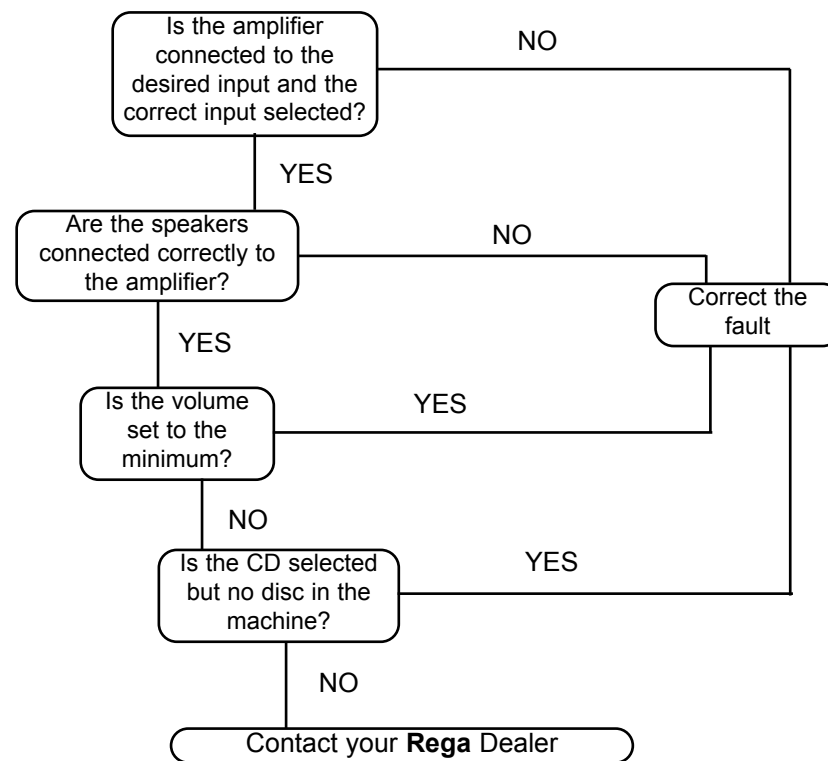 Is the amplifier
connected to the
desired input and the
correct input selected?
NO
YES
Are the speakers
connected correctly to
the amplifier?
NO
Correct the
fault
YES
Is the volume
set to the
minimum?
YES
NO
Is the CD selected
but no disc in the
machine?
YES
NO
Contact your Rega Dealer